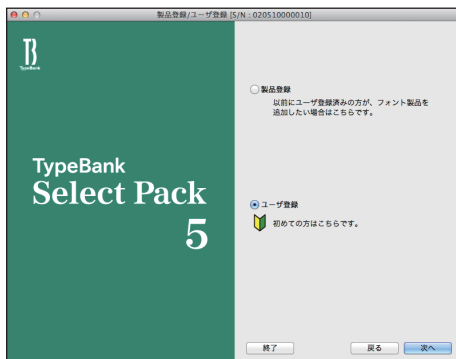 製品登録/ユーザ登録 [S/N : 020510000010]
TB
TypeBank
製品登録
以前にユーザ登録済みの方が、フォント製品を
追加したい場合はこちらです。
TypeBank
Select Pack
5
ユーザ登録
初めての方はこちらです。
終了
戻る
次へ